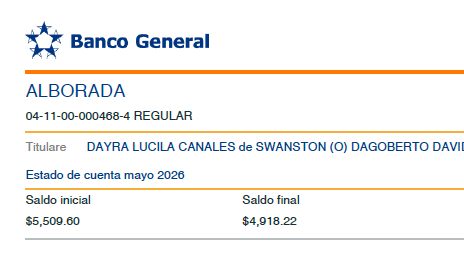 Banco General
ALBORADA
04-11-00-000468-4 REGULAR
Titulare DAYRA LUCILA CANALES de SWANSTON (O) DAGOBERTO DAVID
Estado de cuenta mayo 2026
Saldo inicial Saldo final
$5,509.60 $4,918.22